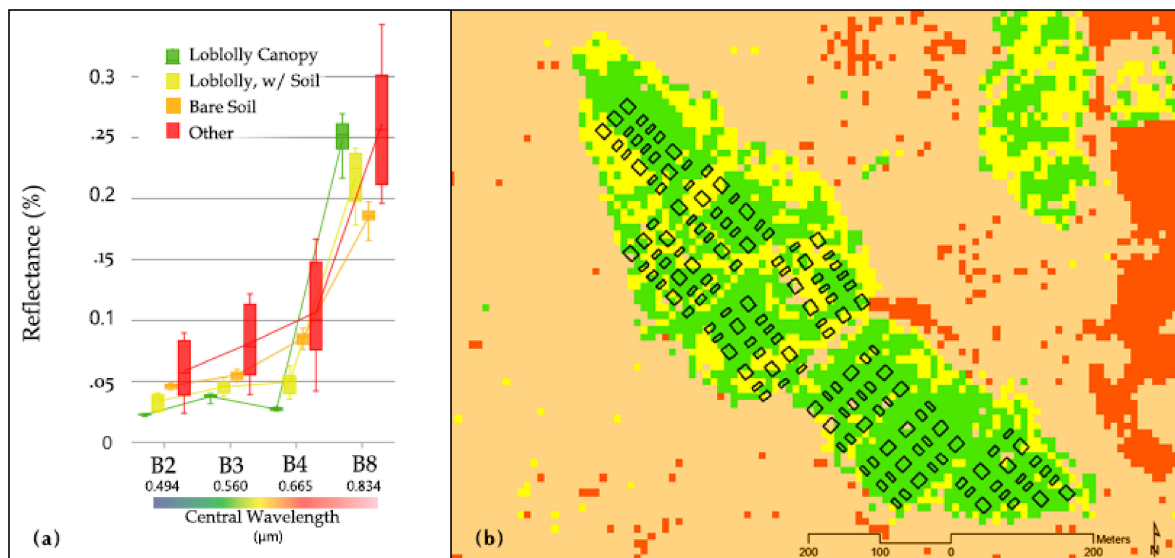 Loblolly Canopy
Loblolly, w/ Soil
Bare Soil
Other
Reflectance (%)
0.3
.25
0.2
.15
0.1
.05
0
B2 B3 B4 B8
0.494 0.560 0.665 0.834
Central Wavelength
(μm)
(a)
(b)
Meters
200 100 0 200
N